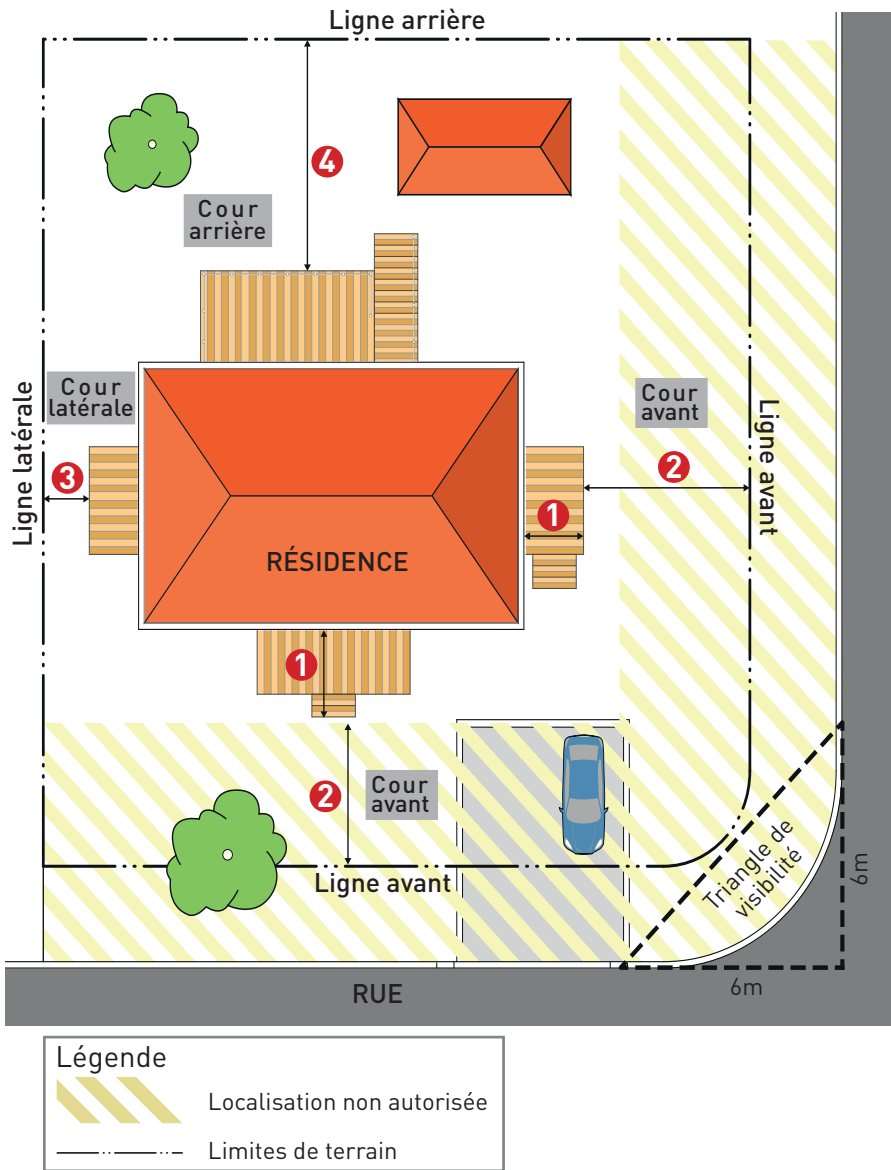 Ligne arrière
4
Cour
arrière
Cour
latérale
Ligne latérale
3
Cour
avant
Ligne avant
2
1
RÉSIDENCE
1
2
Cour
avant
Ligne avant
Triangle de
visibilité
6m
6m
RUE
Légende
Localisation non autorisée
Limites de terrain